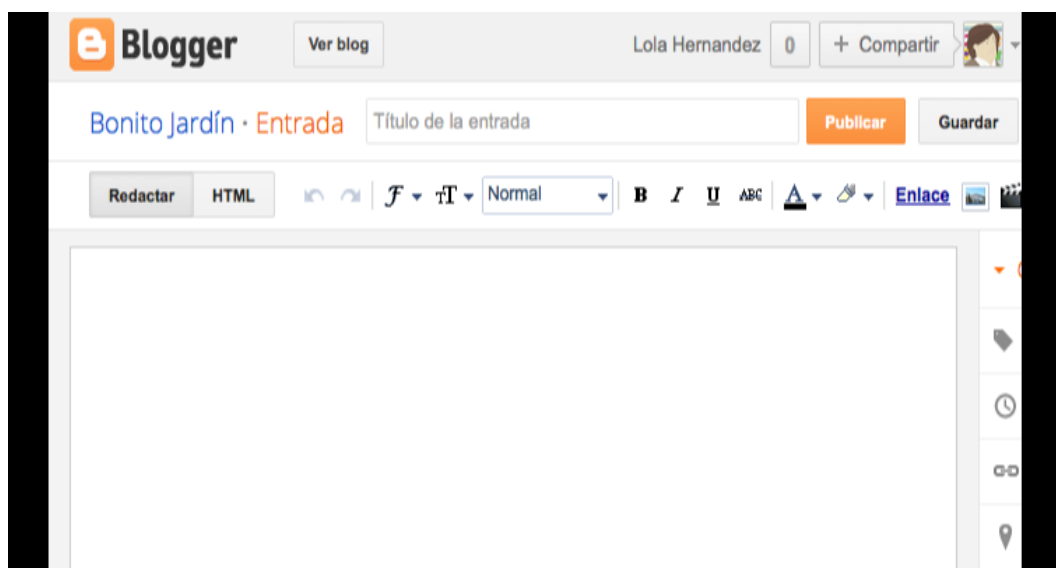 Blogger Ver blog Lola Hernandez 0 + Compartir
Bonito Jardín · Entrada Título de la entrada Publicar Guardar
Redactar HTML F TT Normal B I U ABC A Enlace